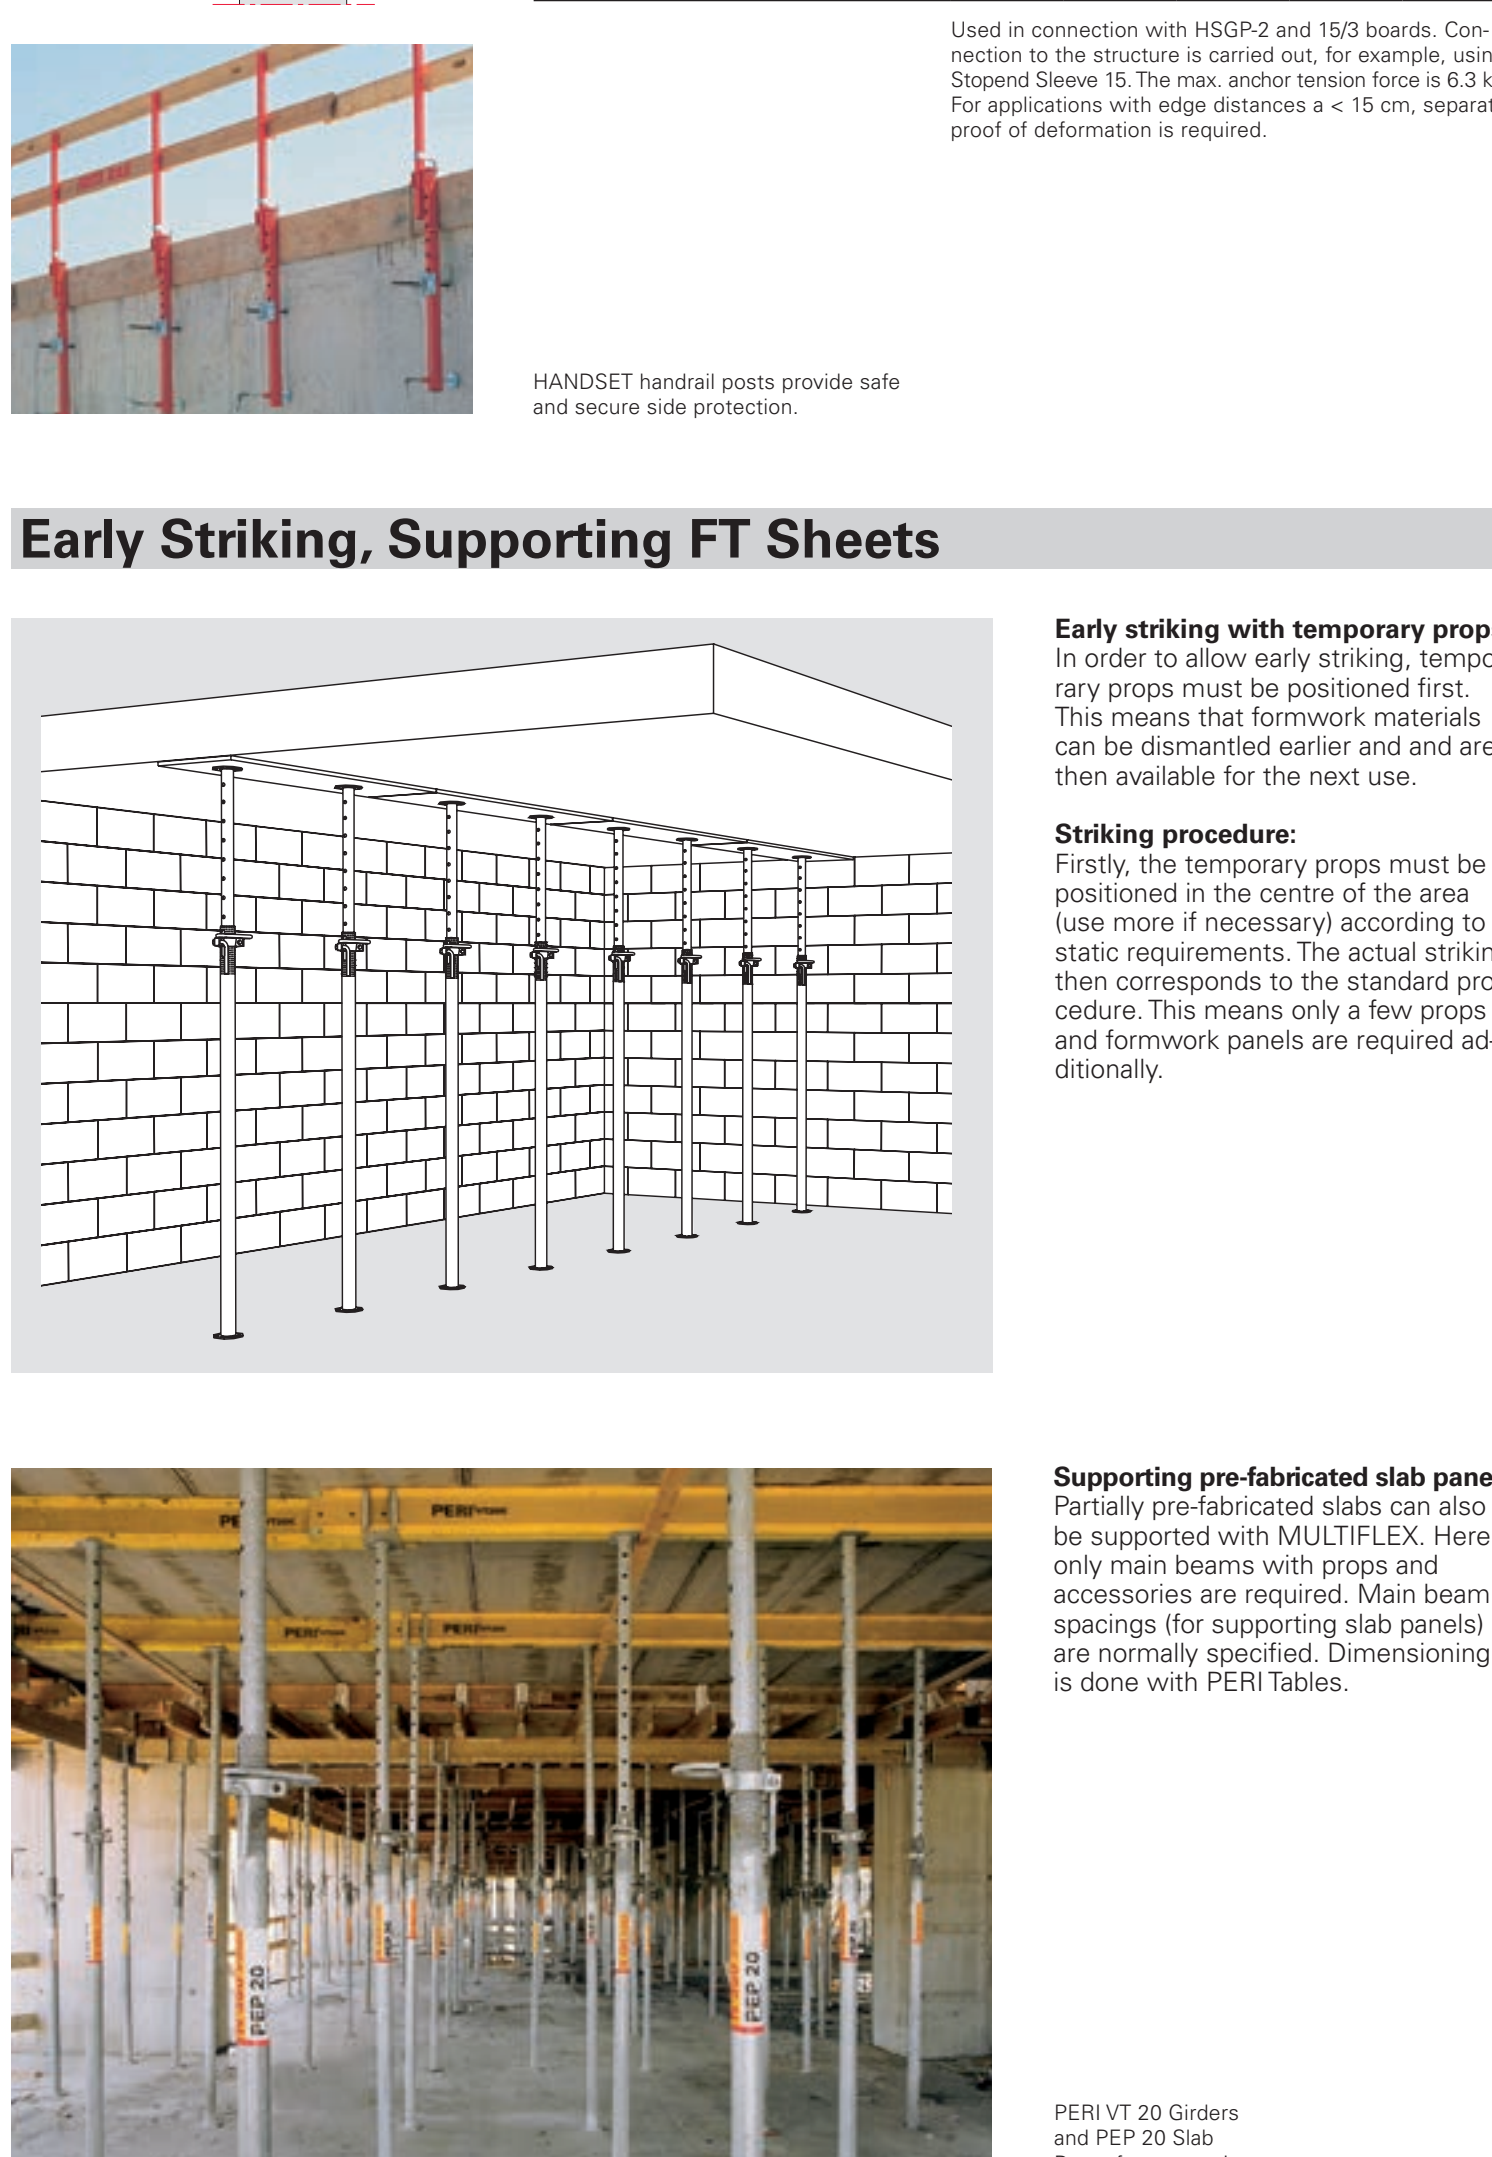 Used in connection with HSGP-2 and 15/3 boards. Con-
nection to the structure is carried out, for example,
Stopend Sleeve 15. The max. anchor tension force is 6.3
For applications with edge distances a < 15 cm,
proof of deformation is required.
HANDSET handrail posts provide safe
and secure side protection.
Early Striking, Supporting FT Sheets
Early striking with temporary
In order to allow early striking,
rary props must be positioned first.
This means that formwork materials
can be dismantled earlier and and are
then available for the next use.
Striking procedure:
Firstly, the temporary props must be
positioned in the centre of the area
(use more if necessary) according to
static requirements. The actual
then corresponds to the standard
cedure. This means only a few props
and formwork panels are required ad-
ditionally.
Supporting pre-fabricated slab
Partially pre-fabricated slabs can also
be supported with MULTIFLEX. Here
only main beams with props and
accessories are required. Main beam
spacings (for supporting slab panels)
are normally specified. Dimensioning
is done with PERI Tables.
PERI
PERI
PERI
PEP 20
PEP 20
PERI VT 20 Girders
and PEP 20 Slab